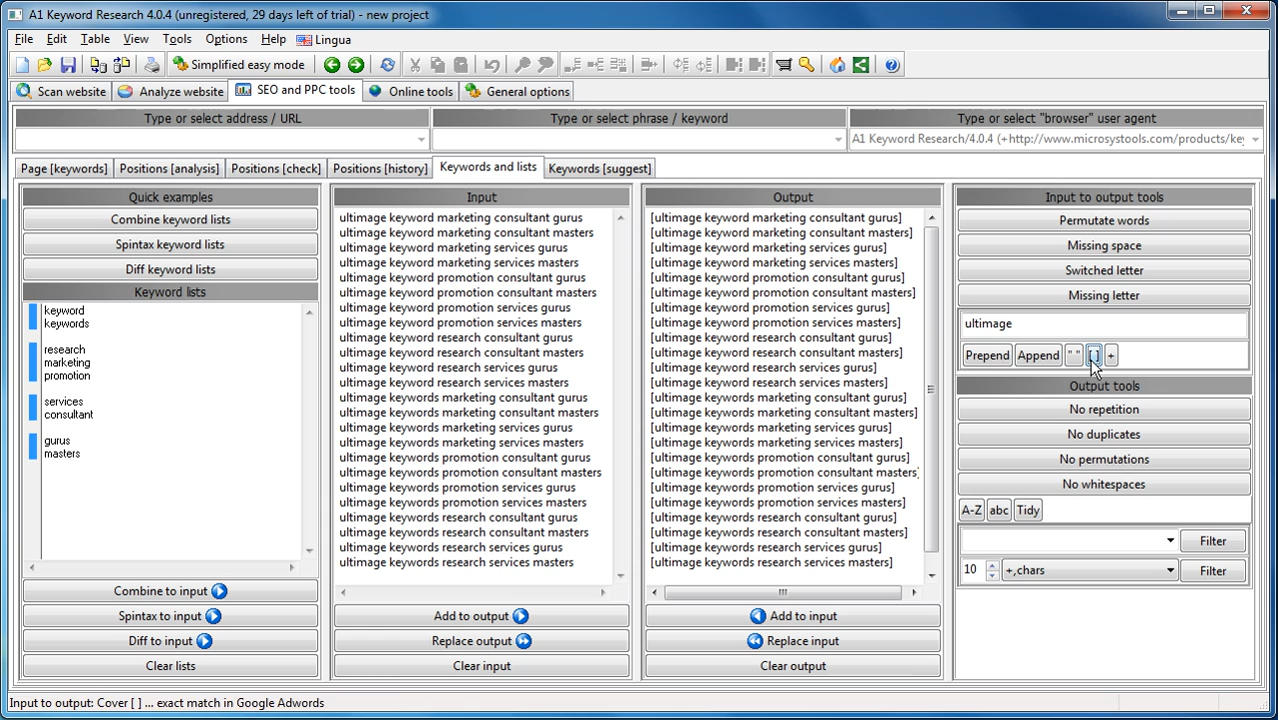 A1 Keyword Research 4.0.4 (unregistered, 29 days left of trial) - new project
File Edit Table View Tools Options Help Lingua
Simplified easy mode
Scan website Analyze website SEO and PPC tools Online tools General options
Type or select address / URL Type or select phrase / keyword Type or select "browser" user agent
A1 Keyword Research/4.0.4 (+http://www.microsystools.com/products/key
Page [keywords] Positions [analysis] Positions [check] Positions [history] Keywords and lists Keywords [suggest]
Quick examples
Combine keyword lists
Spintax keyword lists
Diff keyword lists
Keyword lists
keyword
keywords
research
marketing
promotion
services
consultant
gurus
masters
Combine to input
Spintax to input
Diff to input
Clear lists
Input
ultimage keyword marketing consultant gurus
ultimage keyword marketing consultant masters
ultimage keyword marketing services gurus
ultimage keyword marketing services masters
ultimage keyword promotion consultant gurus
ultimage keyword promotion consultant masters
ultimage keyword promotion services gurus
ultimage keyword promotion services masters
ultimage keyword research consultant gurus
ultimage keyword research consultant masters
ultimage keyword research services gurus
ultimage keyword research services masters
ultimage keywords marketing consultant gurus
ultimage keywords marketing consultant masters
ultimage keywords marketing services gurus
ultimage keywords marketing services masters
ultimage keywords promotion consultant gurus
ultimage keywords promotion consultant masters
ultimage keywords promotion services gurus
ultimage keywords promotion services masters
ultimage keywords research consultant gurus
ultimage keywords research consultant masters
ultimage keywords research services gurus
ultimage keywords research services masters
Add to output
Replace output
Clear input
Output
[ultimage keyword marketing consultant gurus]
[ultimage keyword marketing consultant masters]
[ultimage keyword marketing services gurus]
[ultimage keyword marketing services masters]
[ultimage keyword promotion consultant gurus]
[ultimage keyword promotion consultant masters]
[ultimage keyword promotion services gurus]
[ultimage keyword promotion services masters]
[ultimage keyword research consultant gurus]
[ultimage keyword research consultant masters]
[ultimage keyword research services gurus]
[ultimage keyword research services masters]
[ultimage keywords marketing consultant gurus]
[ultimage keywords marketing consultant masters]
[ultimage keywords marketing services gurus]
[ultimage keywords marketing services masters]
[ultimage keywords promotion consultant gurus]
[ultimage keywords promotion consultant masters]
[ultimage keywords promotion services gurus]
[ultimage keywords promotion services masters]
[ultimage keywords research consultant gurus]
[ultimage keywords research consultant masters]
[ultimage keywords research services gurus]
[ultimage keywords research services masters]
Add to input
Replace input
Clear output
Input to output tools
Permutate words
Missing space
Switched letter
Missing letter
ultimage
Prepend Append " " [ ] +
Output tools
No repetition
No duplicates
No permutations
No whitespaces
A-Z abc Tidy
Filter
10 +,chars Filter
Input to output: Cover [ ] ... exact match in Google Adwords